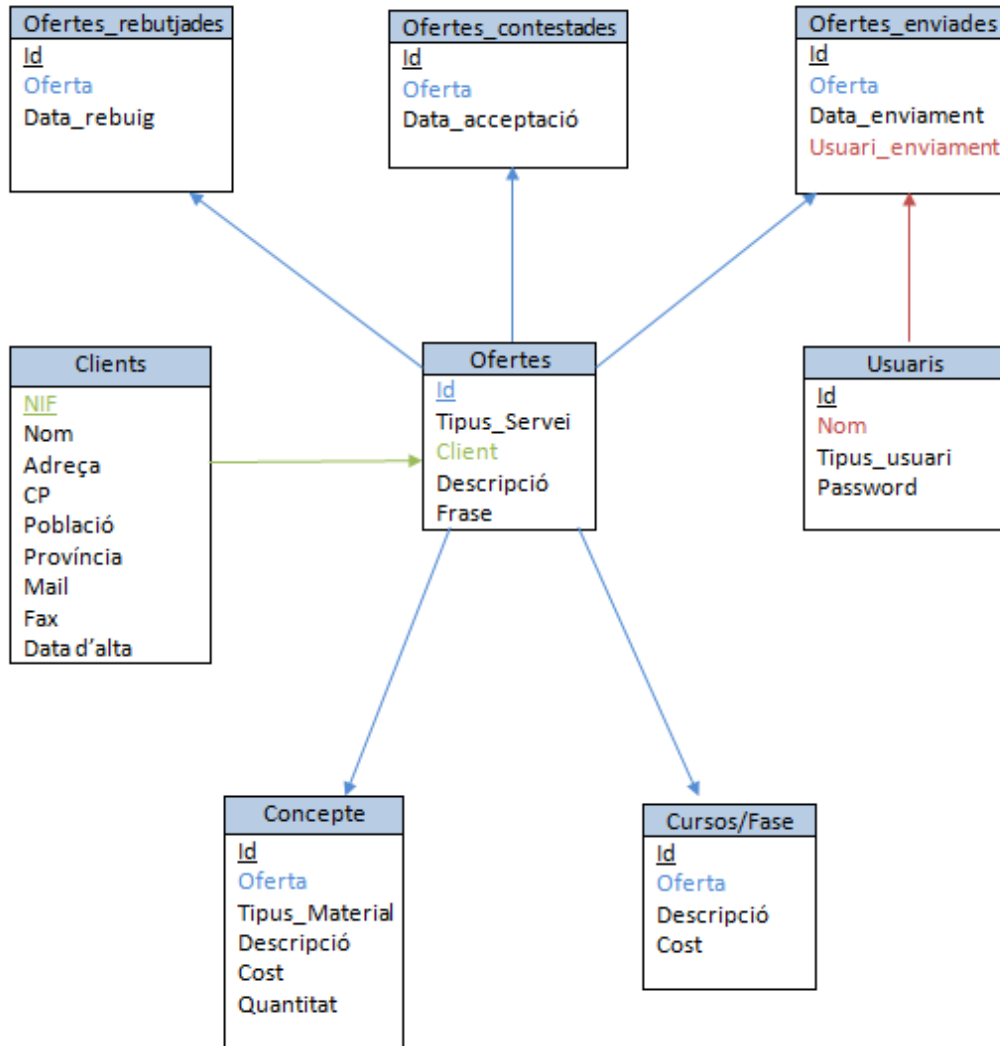 Ofertes_rebutjades
Id
Oferta
Data_rebuig
Ofertes_contestades
Id
Oferta
Data_acceptació
Ofertes_enviades
Id
Oferta
Data_enviament
Usuari_enviament
Clients
NIF
Nom
Adreça
CP
Població
Província
Mail
Fax
Data d'alta
Ofertes
Id
Tipus_Servei
Client
Descripció
Frase
Usuaris
Id
Nom
Tipus_usuari
Password
Concepte
Id
Oferta
Tipus_Material
Descripció
Cost
Quantitat
Cursos/Fase
Id
Oferta
Descripció
Cost